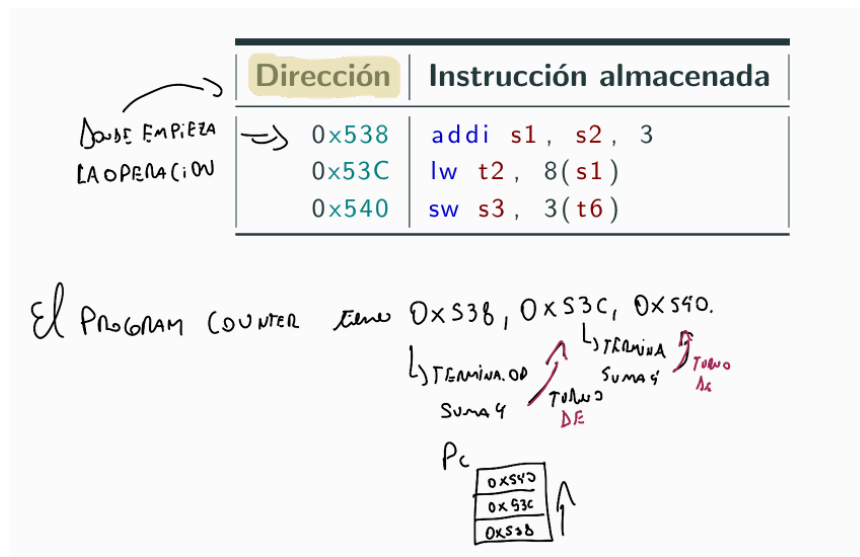 Dirección Instrucción almacenada
DONDE EMPIEZA
LA OPERACION
0x538 addi s1, s2, 3
0x53C lw t2, 8(s1)
0x540 sw s3, 3(t6)
El PROGRAM COUNTER tiene 0x538, 0x53C, 0x540.
TERMINA OP
SUMA 4
TURNO
DE
TERMINA
SUMA 4
TURNO
DE
PC
0x540
0x53C
0x538